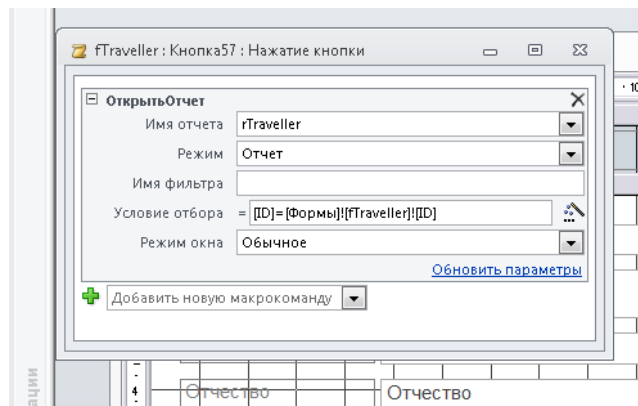 fTraveller : Кнопка57 : Нажатие кнопки
ОткрытьОтчет
Имя отчета rTraveller
Режим Отчет
Имя фильтра
Условие отбора = [ID]=[Формы]![fTraveller]![ID]
Режим окна Обычное
Обновить параметры
Добавить новую макрокоманду
4
Отчество Отчество